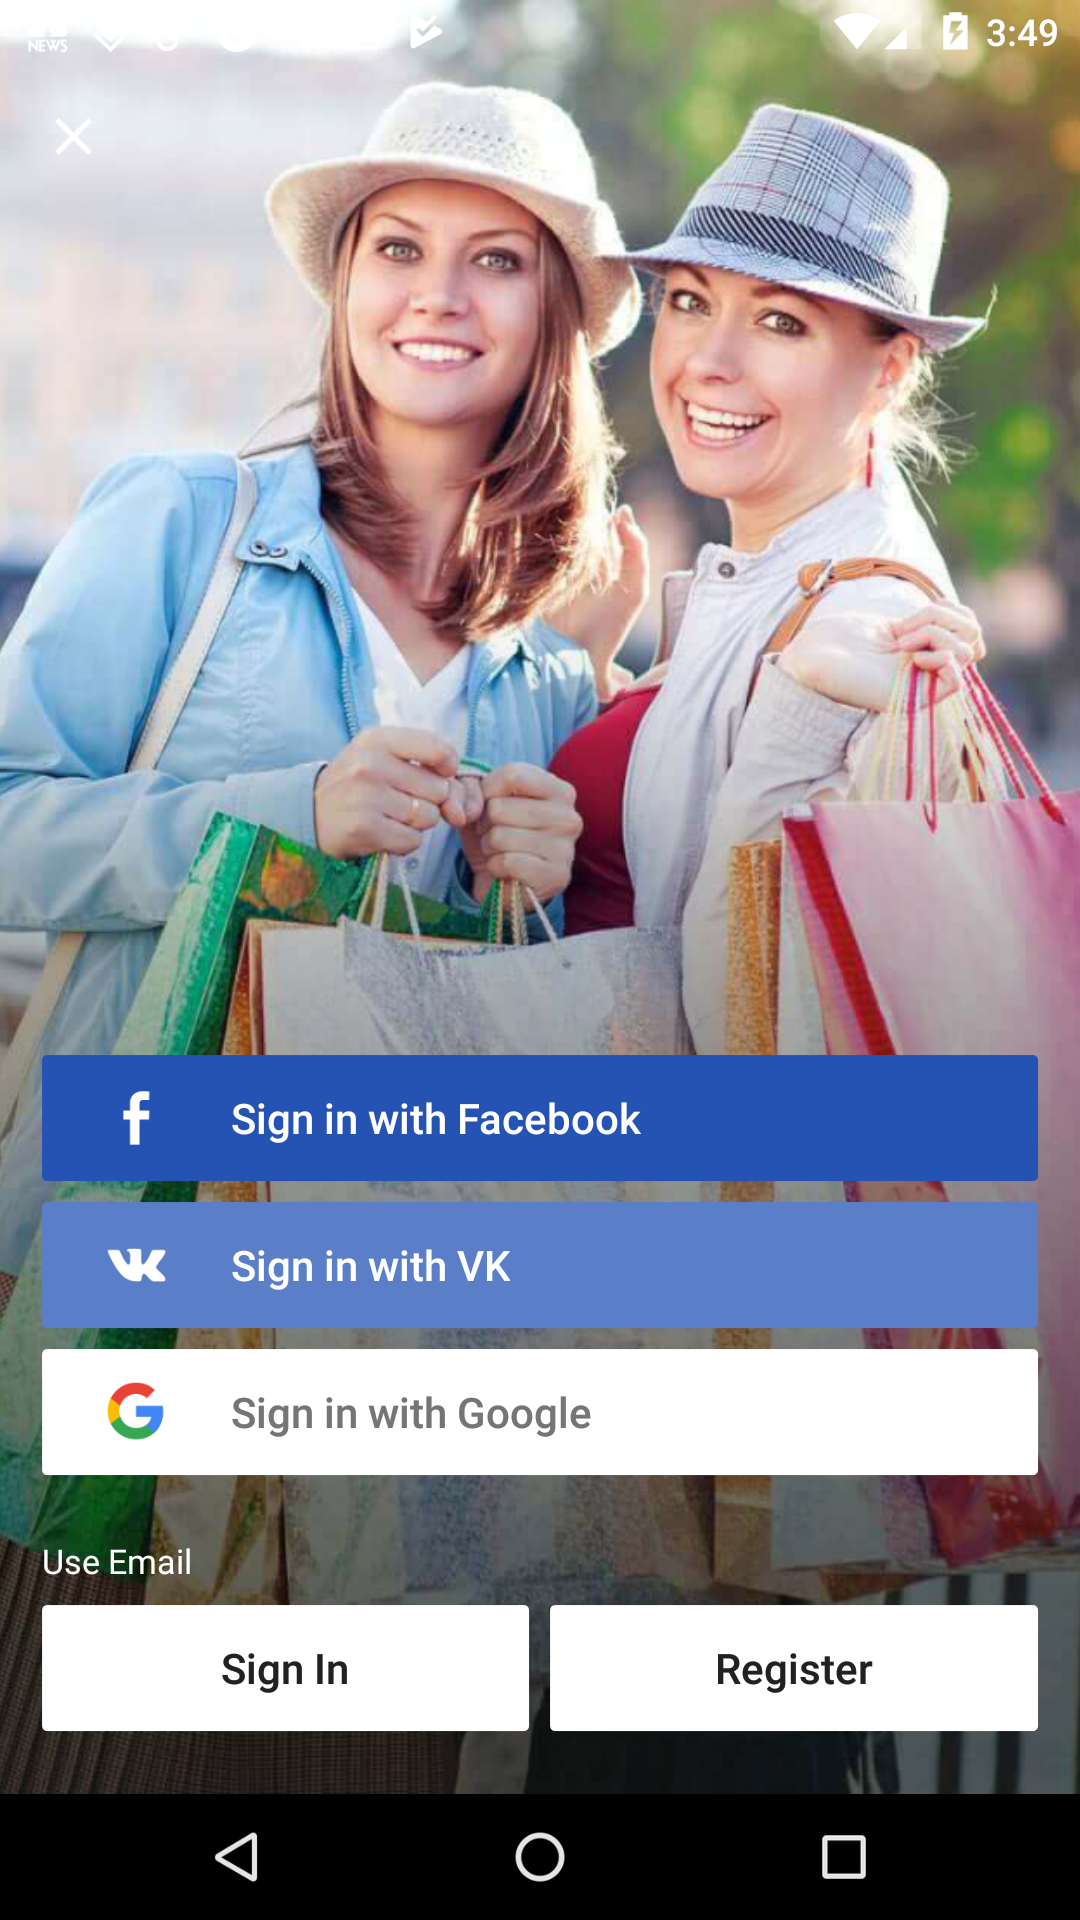 NEWS
3:49
Sign in with Facebook
Sign in with VK
Sign in with Google
Use Email
Sign In
Register